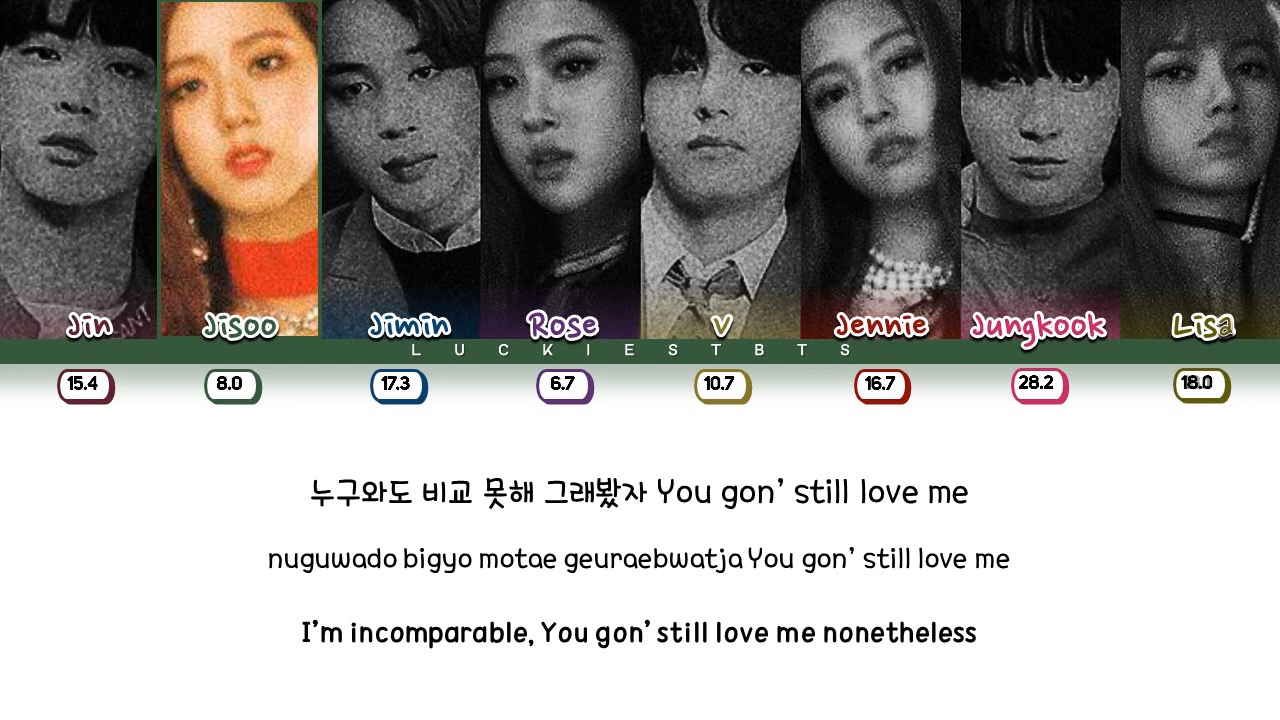 ANT
Jin Jisoo Jimin Rose V Jennie Jungkook Lisa
LUCKIESTBTS
15.4 8.0 17.3 6.7 10.7 16.7 28.2 18.0
누구와도 비교 못해 그래봤자 You gon' still love me
nuguwado bigyo motae geuraebwatja You gon' still love me
I'm incomparable, You gon' still love me nonetheless